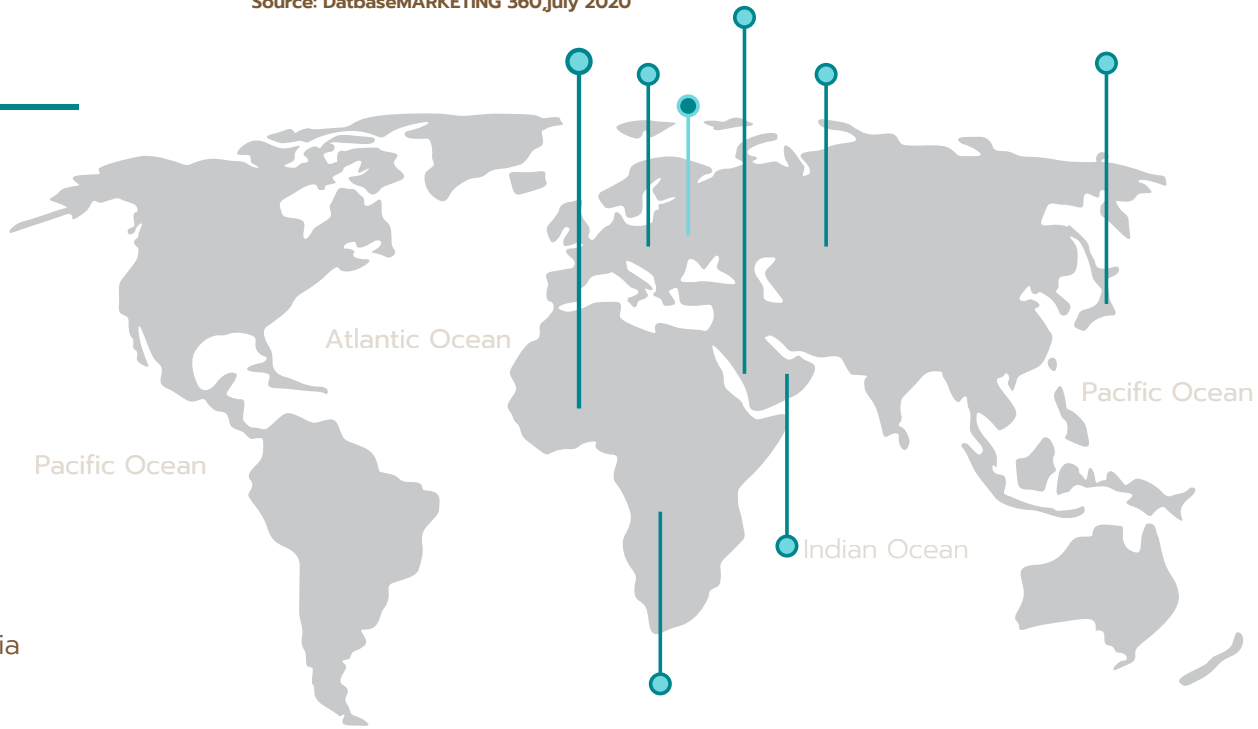 Source: DatbaseMARKETING 360,July 2020
Atlantic Ocean
Pacific Ocean
Pacific Ocean
Indian Ocean
ia